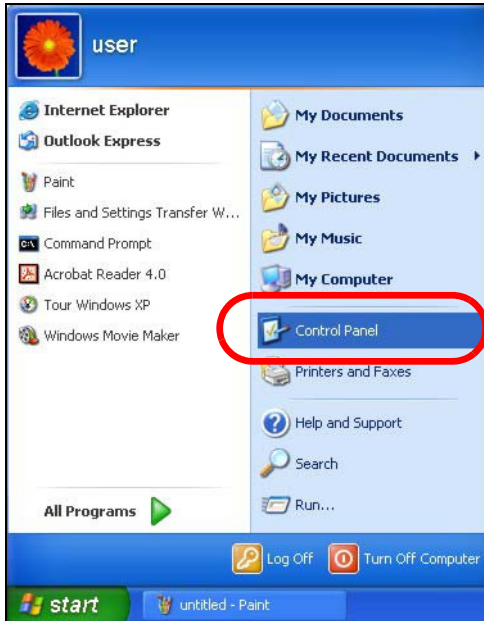 user
Internet Explorer
Outlook Express
Paint
Files and Settings Transfer W...
Command Prompt
Acrobat Reader 4.0
Tour Windows XP
Windows Movie Maker
All Programs
My Documents
My Recent Documents
My Pictures
My Music
My Computer
Control Panel
Printers and Faxes
Help and Support
Search
Run...
Log Off
Turn Off Computer
start
untitled - Paint